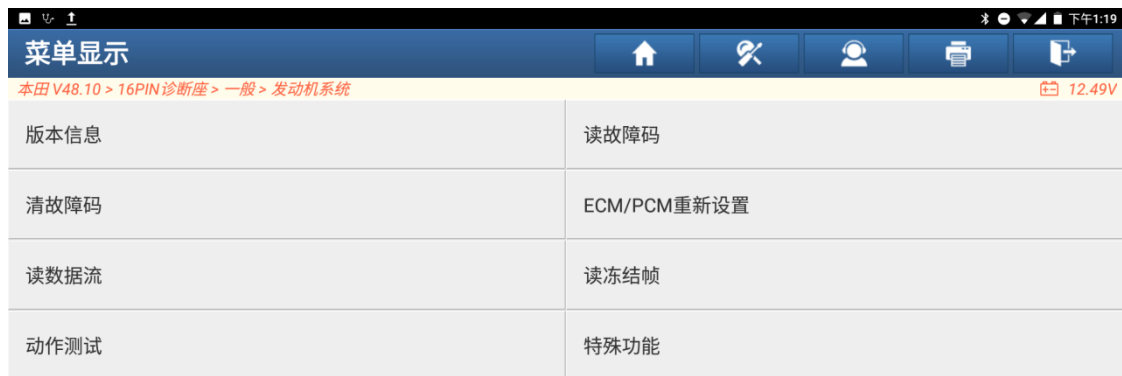 下午1:19
菜单显示
本田 V48.10 > 16PIN诊断座 > 一般 > 发动机系统
12.49V
版本信息
读故障码
清故障码
ECM/PCM重新设置
读数据流
读冻结帧
动作测试
特殊功能